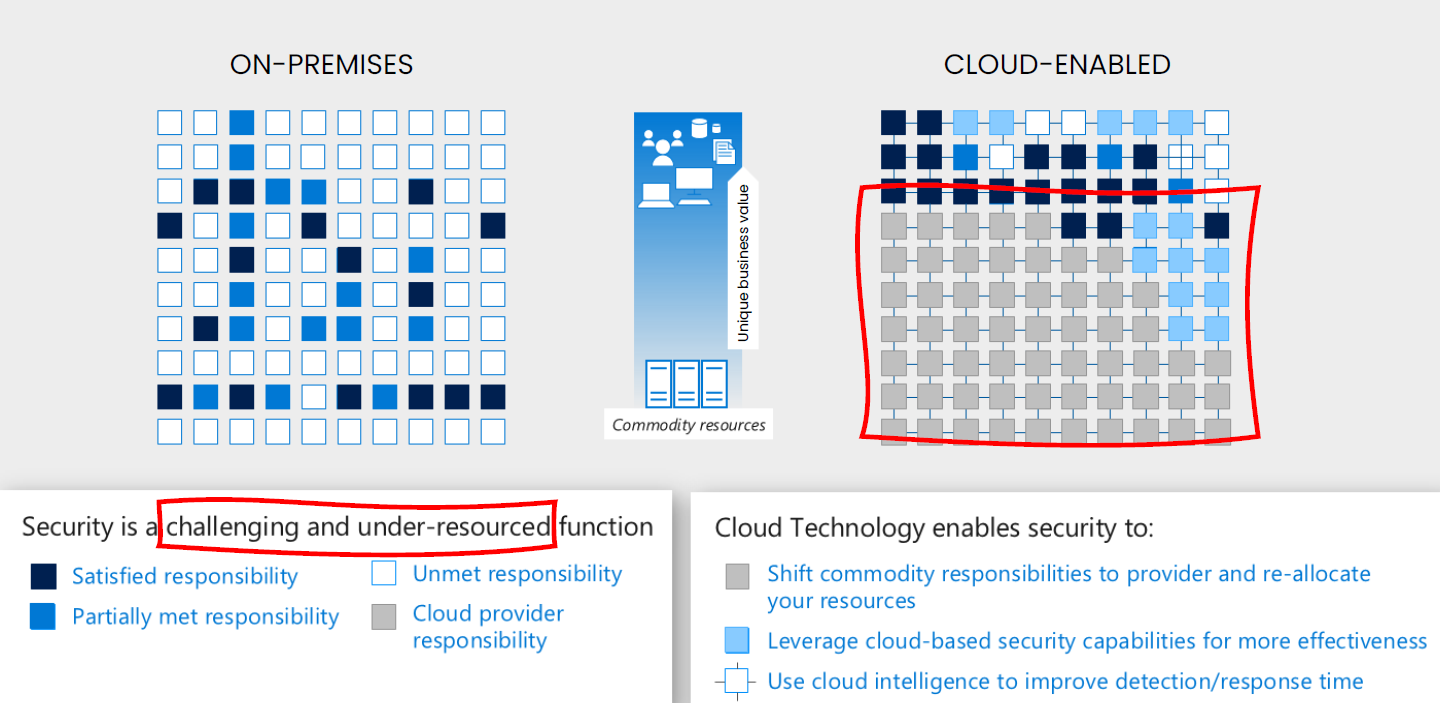 ON-PREMISES
CLOUD-ENABLED
Unique business value
Commodity resources
Security is a challenging and under-resourced function
Satisfied responsibility
Unmet responsibility
Partially met responsibility
Cloud provider
responsibility
Cloud Technology enables security to:
Shift commodity responsibilities to provider and re-allocate
your resources
Leverage cloud-based security capabilities for more effectiveness
Use cloud intelligence to improve detection/response time